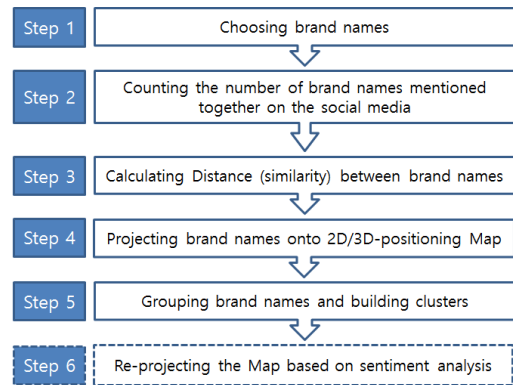 Step 1
Choosing brand names
Step 2
Counting the number of brand names mentioned
together on the social media
Step 3
Calculating Distance (similarity) between brand names
Step 4
Projecting brand names onto 2D/3D-positioning Map
Step 5
Grouping brand names and building clusters
Step 6
Re-projecting the Map based on sentiment analysis